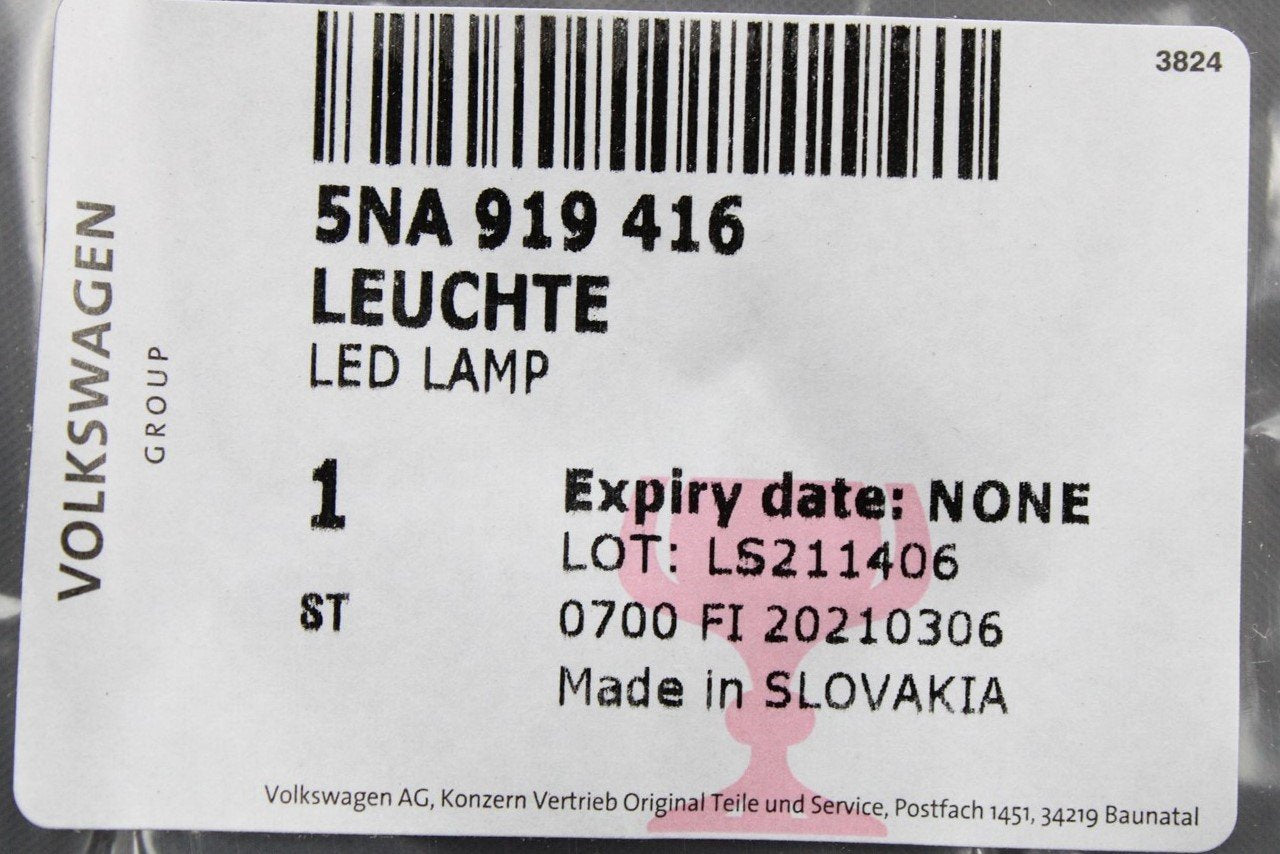 3824
5NA 919 416
LEUCHTE
LED LAMP
VOLKSWAGEN
GROUP
1
Expiry date: NONE
LOT: LS211406
ST
0700 FI 20210306
Made in SLOVAKIA
Volkswagen AG, Konzern Vertrieb Original Teile und Service, Postfach 1451, 34219 Baunatal